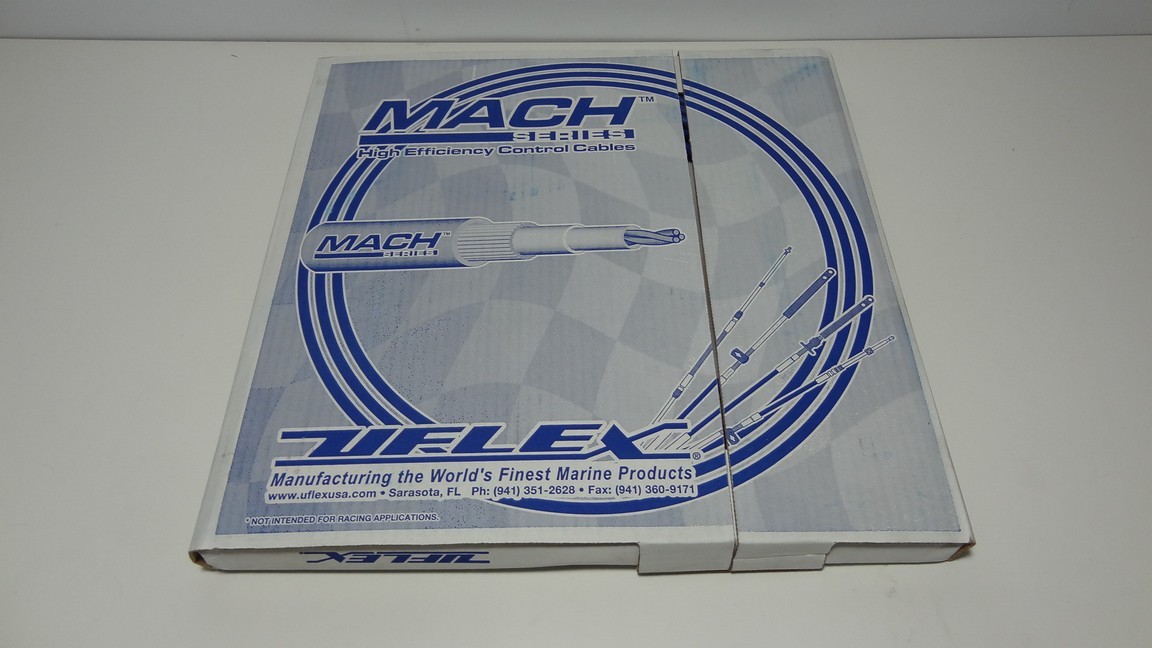 MACH™
SERIES
High Efficiency Control Cables
MACH™
SERIES
UFLEX®
Manufacturing the World's Finest Marine Products
www.uflexusa.com • Sarasota, FL Ph: (941) 351-2628 • Fax: (941) 360-9171
*NOT INTENDED FOR RACING APPLICATIONS.
UFLEX